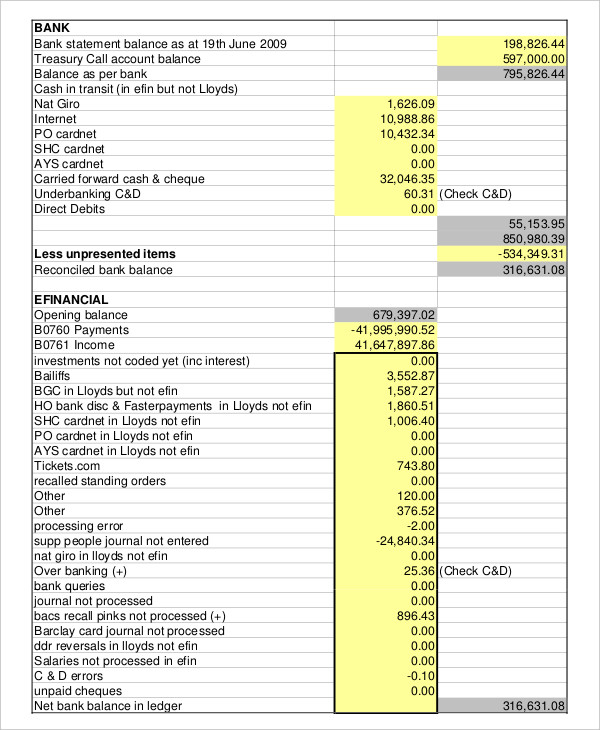 BANK
Bank statement balance as at 19th June 2009 198,826.44
Treasury Call account balance 597,000.00
Balance as per bank 795,826.44
Cash in transit (in efin but not Lloyds)
Nat Giro 1,626.09
Internet 10,988.86
PO cardnet 10,432.34
SHC cardnet 0.00
AYS cardnet 0.00
Carried forward cash & cheque 32,046.35
Underbanking C&D 60.31 (Check C&D)
Direct Debits 0.00
55,153.95
850,980.39
Less unpresented items -534,349.31
Reconciled bank balance 316,631.08
EFINANCIAL
Opening balance 679,397.02
B0760 Payments -41,995,990.52
B0761 Income 41,647,897.86
investments not coded yet (inc interest) 0.00
Bailiffs 3,552.87
BGC in Lloyds but not efin 1,587.27
HO bank disc & Fasterpayments in Lloyds not efin 1,860.51
SHC cardnet in Lloyds not efin 1,006.40
PO cardnet in Lloyds not efin 0.00
AYS cardnet in Lloyds not efin 0.00
Tickets.com 743.80
recalled standing orders 0.00
Other 120.00
Other 376.52
processing error -2.00
supp people journal not entered -24,840.34
nat giro in lloyds not efin 0.00
Over banking (+) 25.36 (Check C&D)
bank queries 0.00
journal not processed 0.00
bacs recall pinks not processed (+) 896.43
Barclay card journal not processed 0.00
ddr reversals in lloyds not efin 0.00
Salaries not processed in efin 0.00
C & D errors -0.10
unpaid cheques 0.00
Net bank balance in ledger 316,631.08